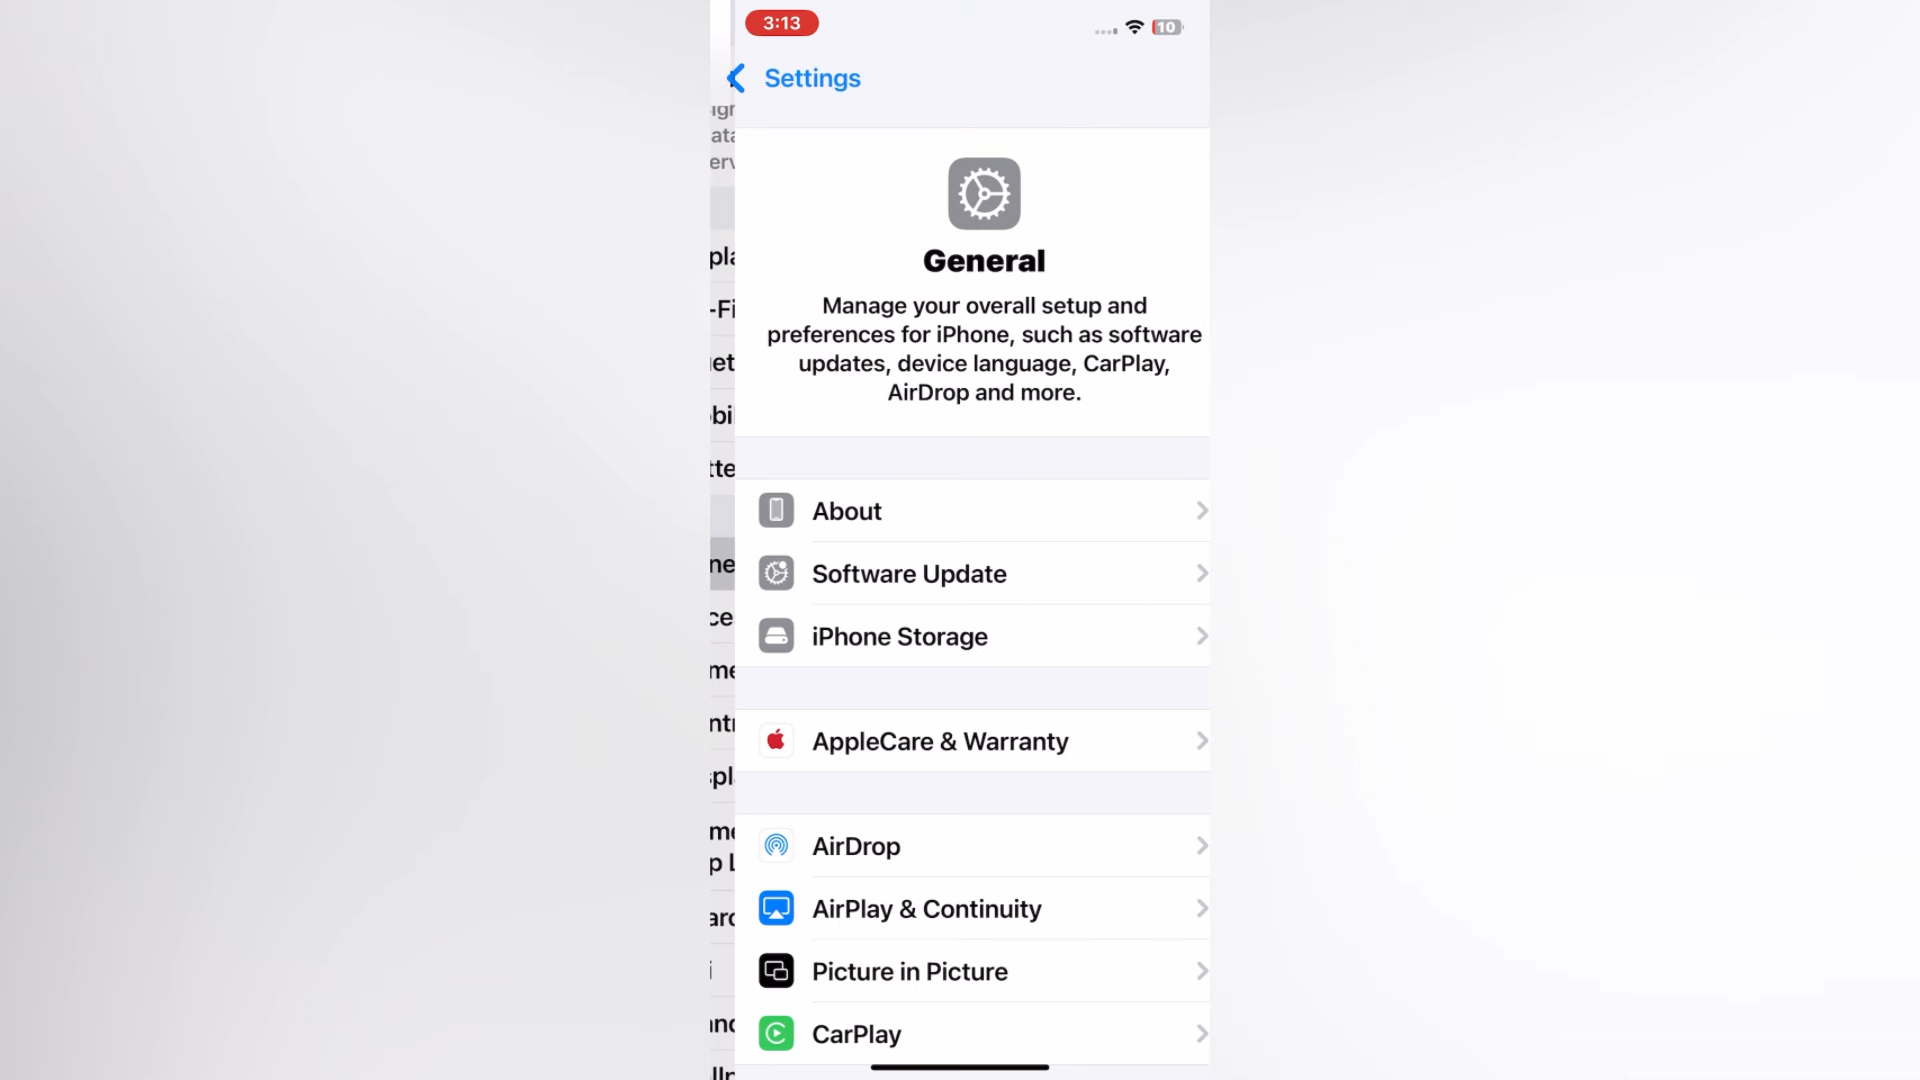 3:13
10
Settings
General
Manage your overall setup and
preferences for iPhone, such as software
updates, device language, CarPlay,
AirDrop and more.
About
Software Update
iPhone Storage
AppleCare & Warranty
AirDrop
AirPlay & Continuity
Picture in Picture
CarPlay